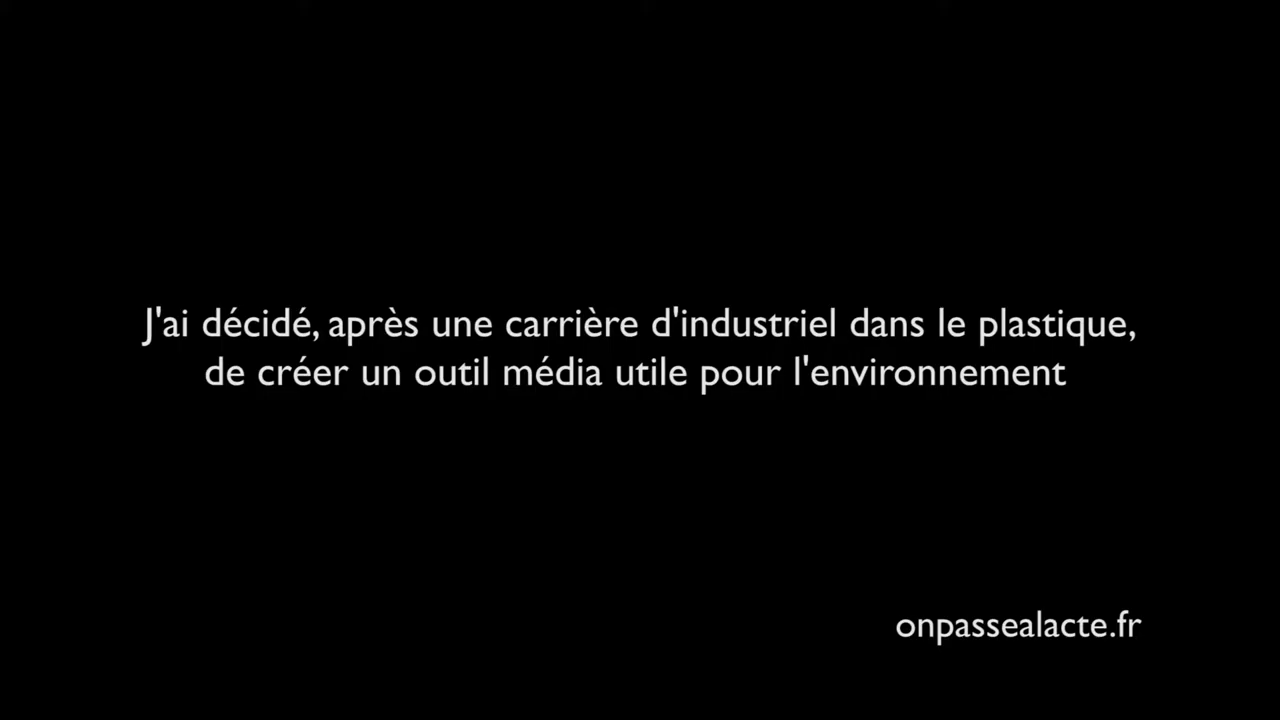 J'ai décidé, après une carrière d'industriel dans le plastique,
de créer un outil média utile pour l'environnement
onpassealacte.fr